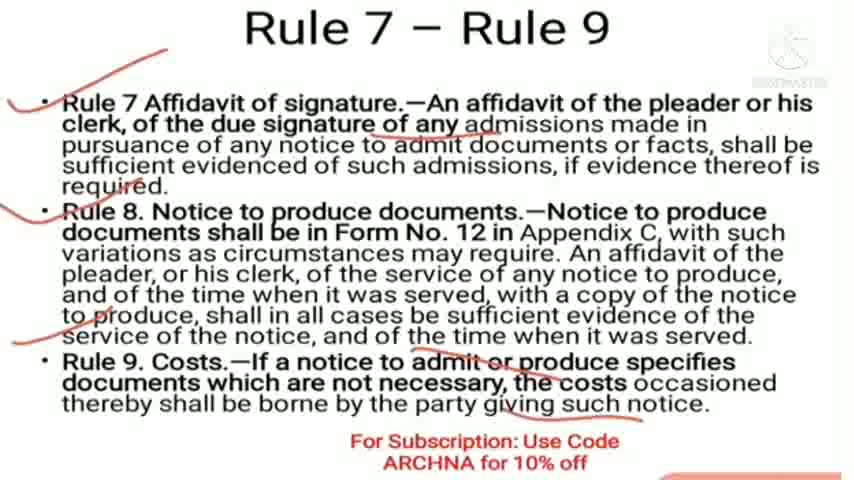 Rule 7 – Rule 9
• Rule 7 Affidavit of signature.—An affidavit of the pleader or his
clerk, of the due signature of any admissions made in
pursuance of any notice to admit documents or facts, shall be
sufficient evidenced of such admissions, if evidence thereof is
required.
• Rule 8. Notice to produce documents.—Notice to produce
documents shall be in Form No. 12 in Appendix C, with such
variations as circumstances may require. An affidavit of the
pleader, or his clerk, of the service of any notice to produce,
and of the time when it was served, with a copy of the notice
to produce, shall in all cases be sufficient evidence of the
service of the notice, and of the time when it was served.
• Rule 9. Costs.—If a notice to admit or produce specifies
documents which are not necessary, the costs occasioned
thereby shall be borne by the party giving such notice.
For Subscription: Use Code
ARCHNA for 10% off